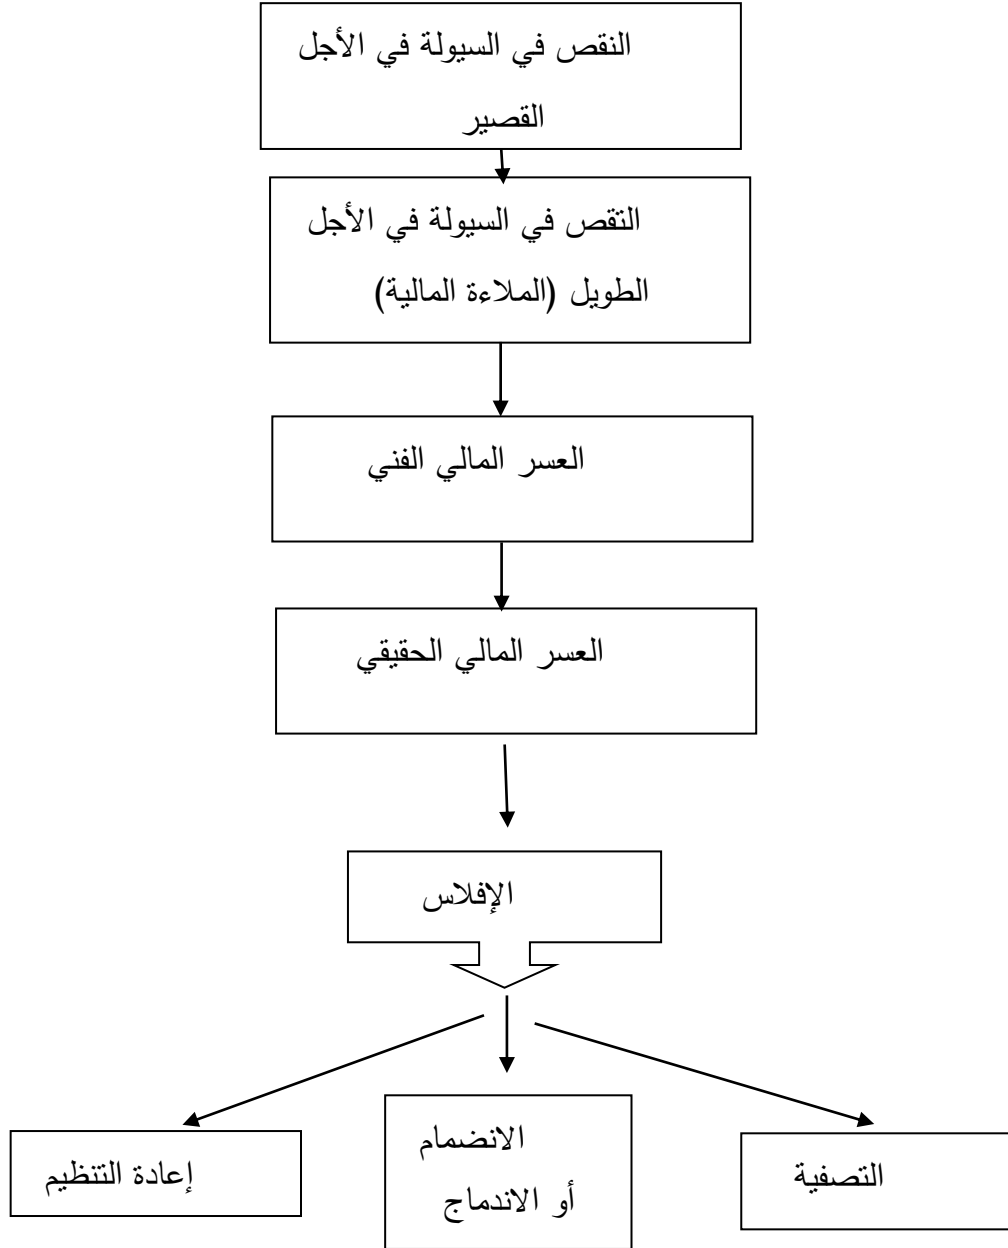 النقص في السيولة في الأجل
القصير
النقص في السيولة في الأجل
الطويل (الملاءة المالية)
العسر المالي الفني
العسر المالي الحقيقي
الإفلاس
التصفية
الانضمام
أو الاندماج
إعادة التنظيم